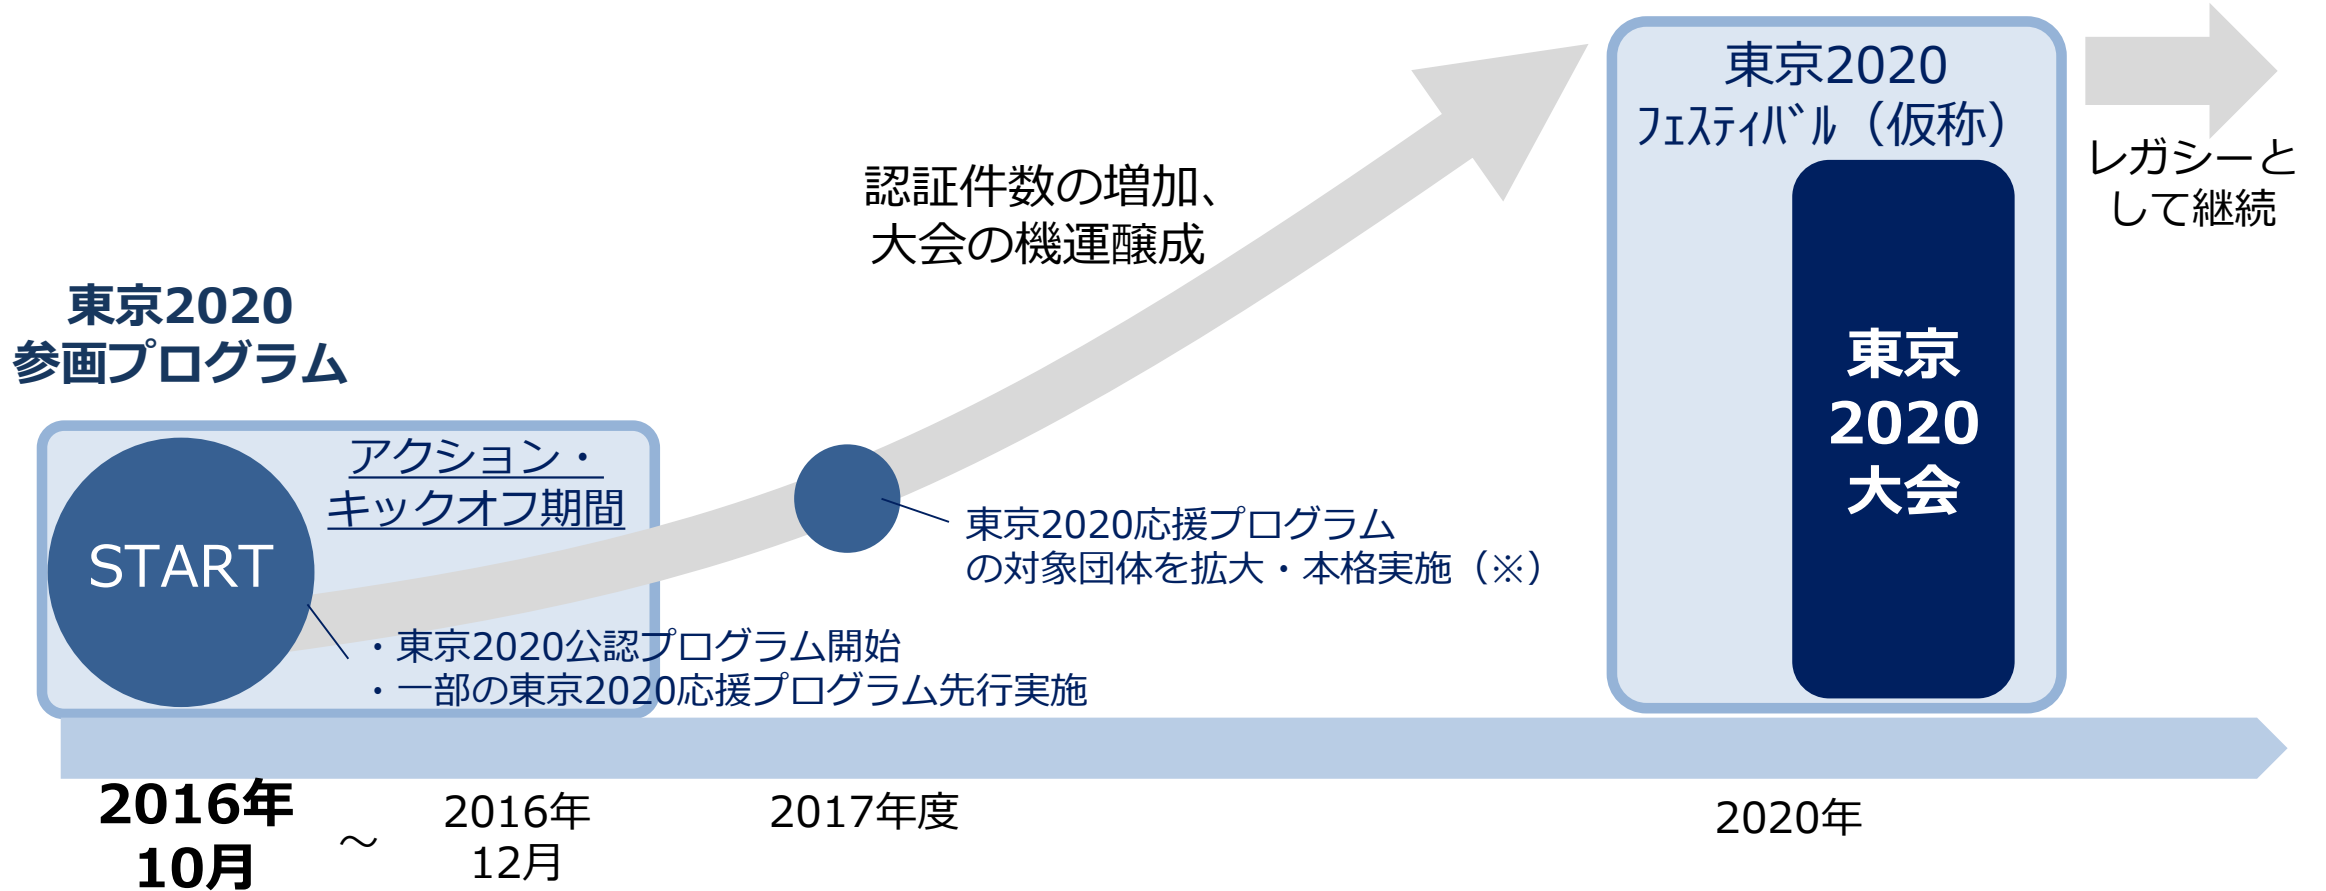 東京2020
参画プログラム
START
アクション・
キックオフ期間
・東京2020公認プログラム開始
・一部の東京2020応援プログラム先行実施
認証件数の増加、
大会の機運醸成
東京2020応援プログラム
の対象団体を拡大・本格実施（※）
東京2020
ﾌｪｽﾃｨﾊﾞﾙ（仮称）
東京
2020
大会
レガシーと
して継続
2016年
10月
～
2016年
12月
2017年度
2020年